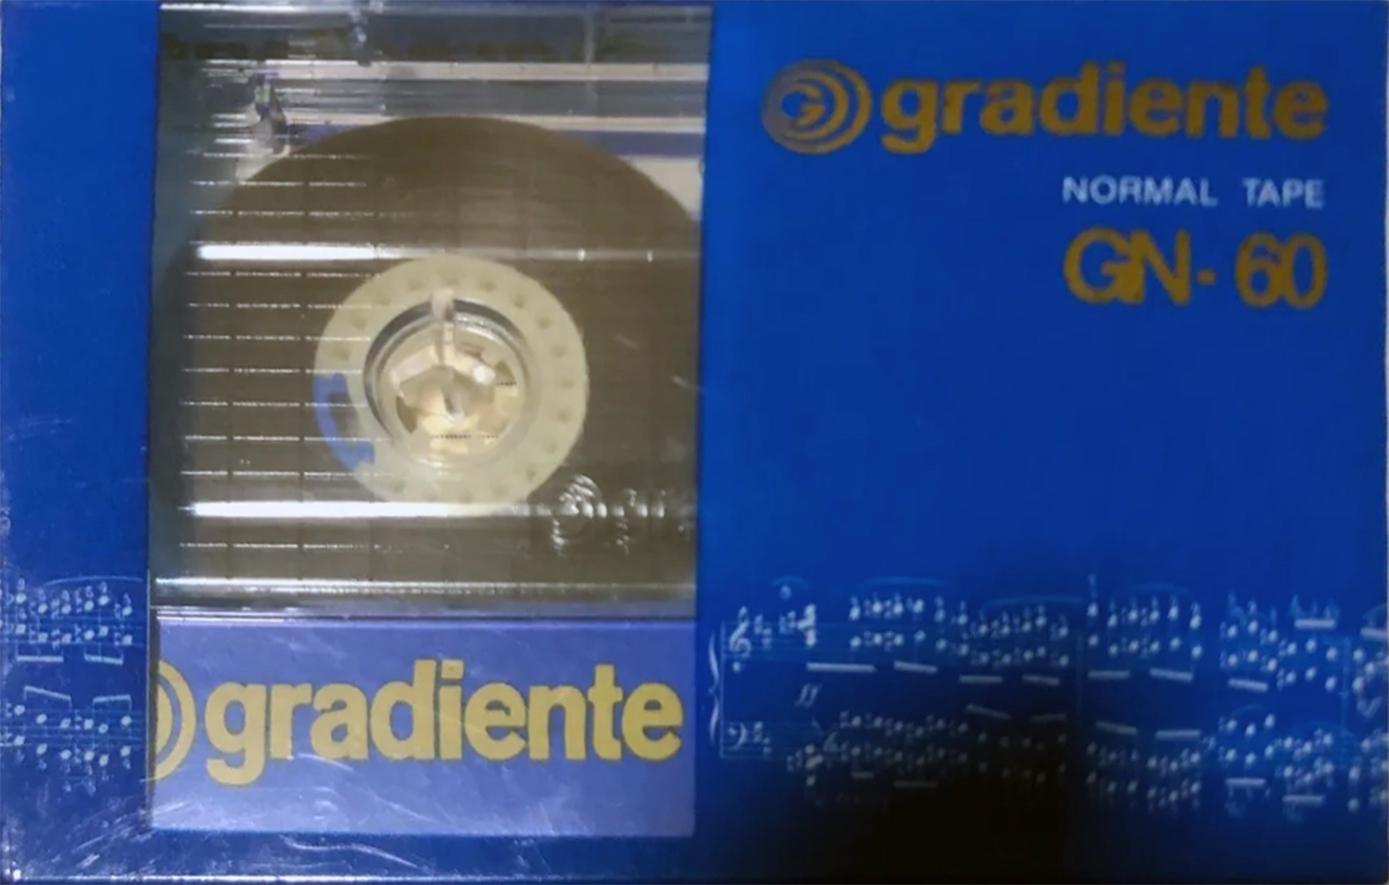 gradiente
NORMAL TAPE
GN-60
gradiente